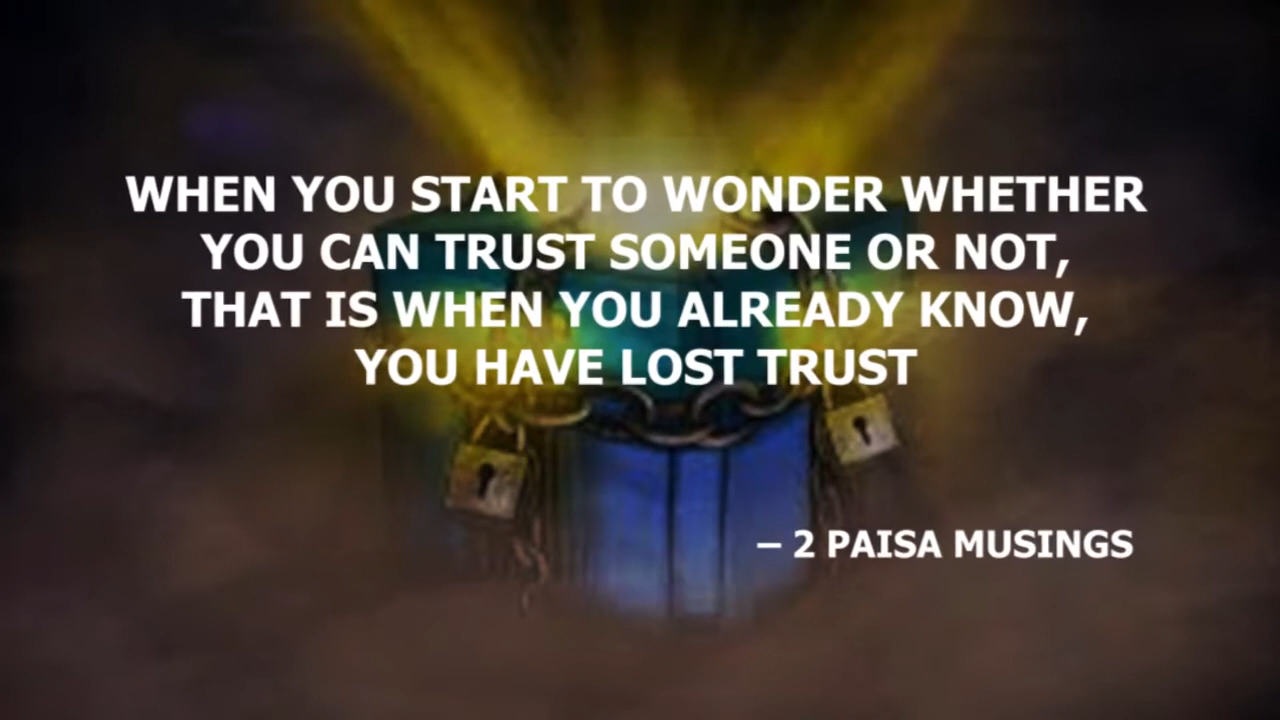 WHEN YOU START TO WONDER WHETHER
YOU CAN TRUST SOMEONE OR NOT,
THAT IS WHEN YOU ALREADY KNOW,
YOU HAVE LOST TRUST
– 2 PAISA MUSINGS